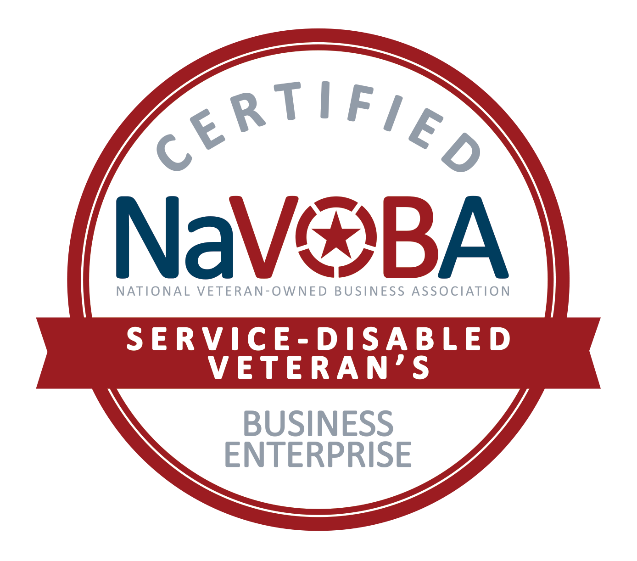 CERTIFIED
NaVOBA
NATIONAL VETERAN-OWNED BUSINESS ASSOCIATION
SERVICE-DISABLED
VETERAN'S
BUSINESS
ENTERPRISE